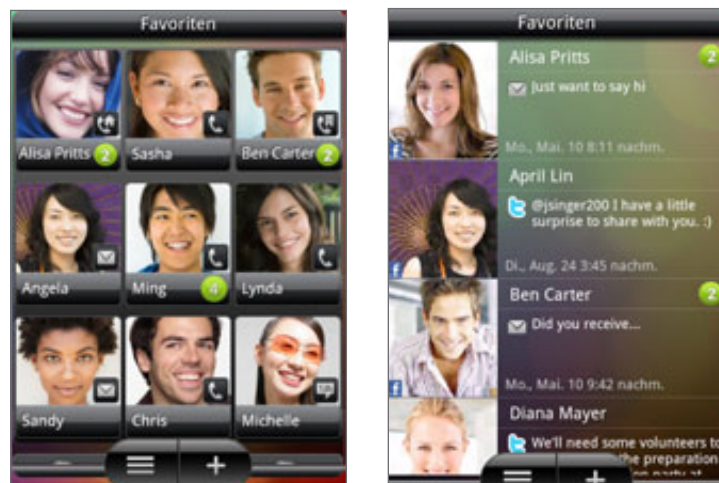 Favoriten
Alisa Pritts 2
Sasha
Ben Carter 2
Angela
Ming 4
Lynda
Sandy
Chris
Michelle
Favoriten
Alisa Pritts 2
Just want to say hi
Mo., Mai. 10 8:11 nachm.
April Lin
@jsinger200 I have a little
surprise to share with you. :)
Di., Aug. 24 3:45 nachm.
Ben Carter 2
Did you receive...
Mo., Mai. 10 9:42 nachm.
Diana Mayer
We'll need some volunteers to
the preparation
party at